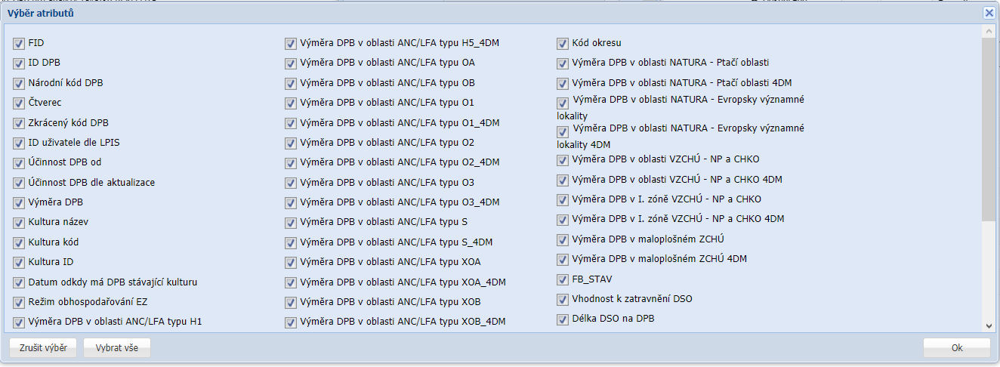 Výběr atributů
FID
ID DPB
Národní kód DPB
Čtverec
Zkrácený kód DPB
ID uživatele dle LPIS
Účinnost DPB od
Účinnost DPB dle aktualizace
Výměra DPB
Kultura název
Kultura kód
Kultura ID
Datum odkdy má DPB stávající kulturu
Režim obhospodařování EZ
Výměra DPB v oblasti ANC/LFA typu H1
Výměra DPB v oblasti ANC/LFA typu H5_4DM
Výměra DPB v oblasti ANC/LFA typu OA
Výměra DPB v oblasti ANC/LFA typu OB
Výměra DPB v oblasti ANC/LFA typu O1
Výměra DPB v oblasti ANC/LFA typu O1_4DM
Výměra DPB v oblasti ANC/LFA typu O2
Výměra DPB v oblasti ANC/LFA typu O2_4DM
Výměra DPB v oblasti ANC/LFA typu O3
Výměra DPB v oblasti ANC/LFA typu O3_4DM
Výměra DPB v oblasti ANC/LFA typu S
Výměra DPB v oblasti ANC/LFA typu S_4DM
Výměra DPB v oblasti ANC/LFA typu XOA
Výměra DPB v oblasti ANC/LFA typu XOA_4DM
Výměra DPB v oblasti ANC/LFA typu XOB
Výměra DPB v oblasti ANC/LFA typu XOB_4DM
Kód okresu
Výměra DPB v oblasti NATURA - Ptačí oblasti
Výměra DPB v oblasti NATURA - Ptačí oblasti 4DM
Výměra DPB v oblasti NATURA - Evropsky významné
lokality
Výměra DPB v oblasti NATURA - Evropsky významné
lokality 4DM
Výměra DPB v oblasti VZCHÚ - NP a CHKO
Výměra DPB v oblasti VZCHÚ - NP a CHKO 4DM
Výměra DPB v I. zóně VZCHÚ - NP a CHKO
Výměra DPB v I. zóně VZCHÚ - NP a CHKO 4DM
Výměra DPB v maloplošném ZCHÚ
Výměra DPB v maloplošném ZCHÚ 4DM
FB_STAV
Vhodnost k zatravnění DSO
Délka DSO na DPB
Zrušit výběr
Vybrat vše
Ok